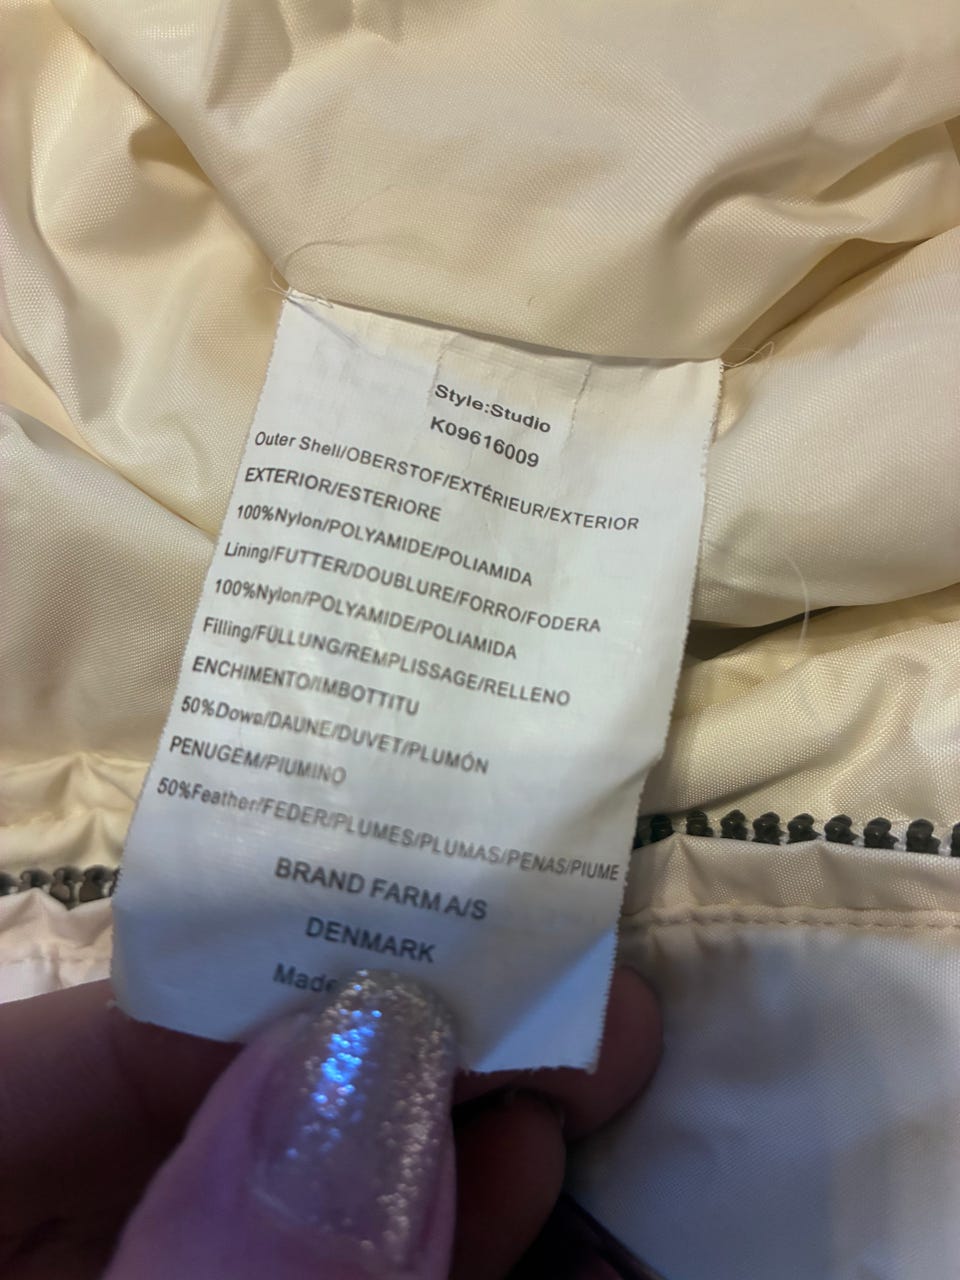 Style:Studio
K09616009
Outer Shell/OBERSTOF/EXTÉRIEUR/EXTERIOR
EXTERIOR/ESTERIORE
100%Nylon/POLYAMIDE/POLIAMIDA
Lining/FUTTER/DOUBLURE/FORRO/FODERA
100%Nylon/POLYAMIDE/POLIAMIDA
Filling/FÜLLUNG/REMPLISSAGE/RELLENO
ENCHIMENTO/IMBOTTITU
50%Down/DAUNE/DUVET/PLUMÓN
PENUGEM/PIUMINO
50%Feather/FEDER/PLUMES/PLUMAS/PENAS/PIUME
BRAND FARM A/S
DENMARK
Made